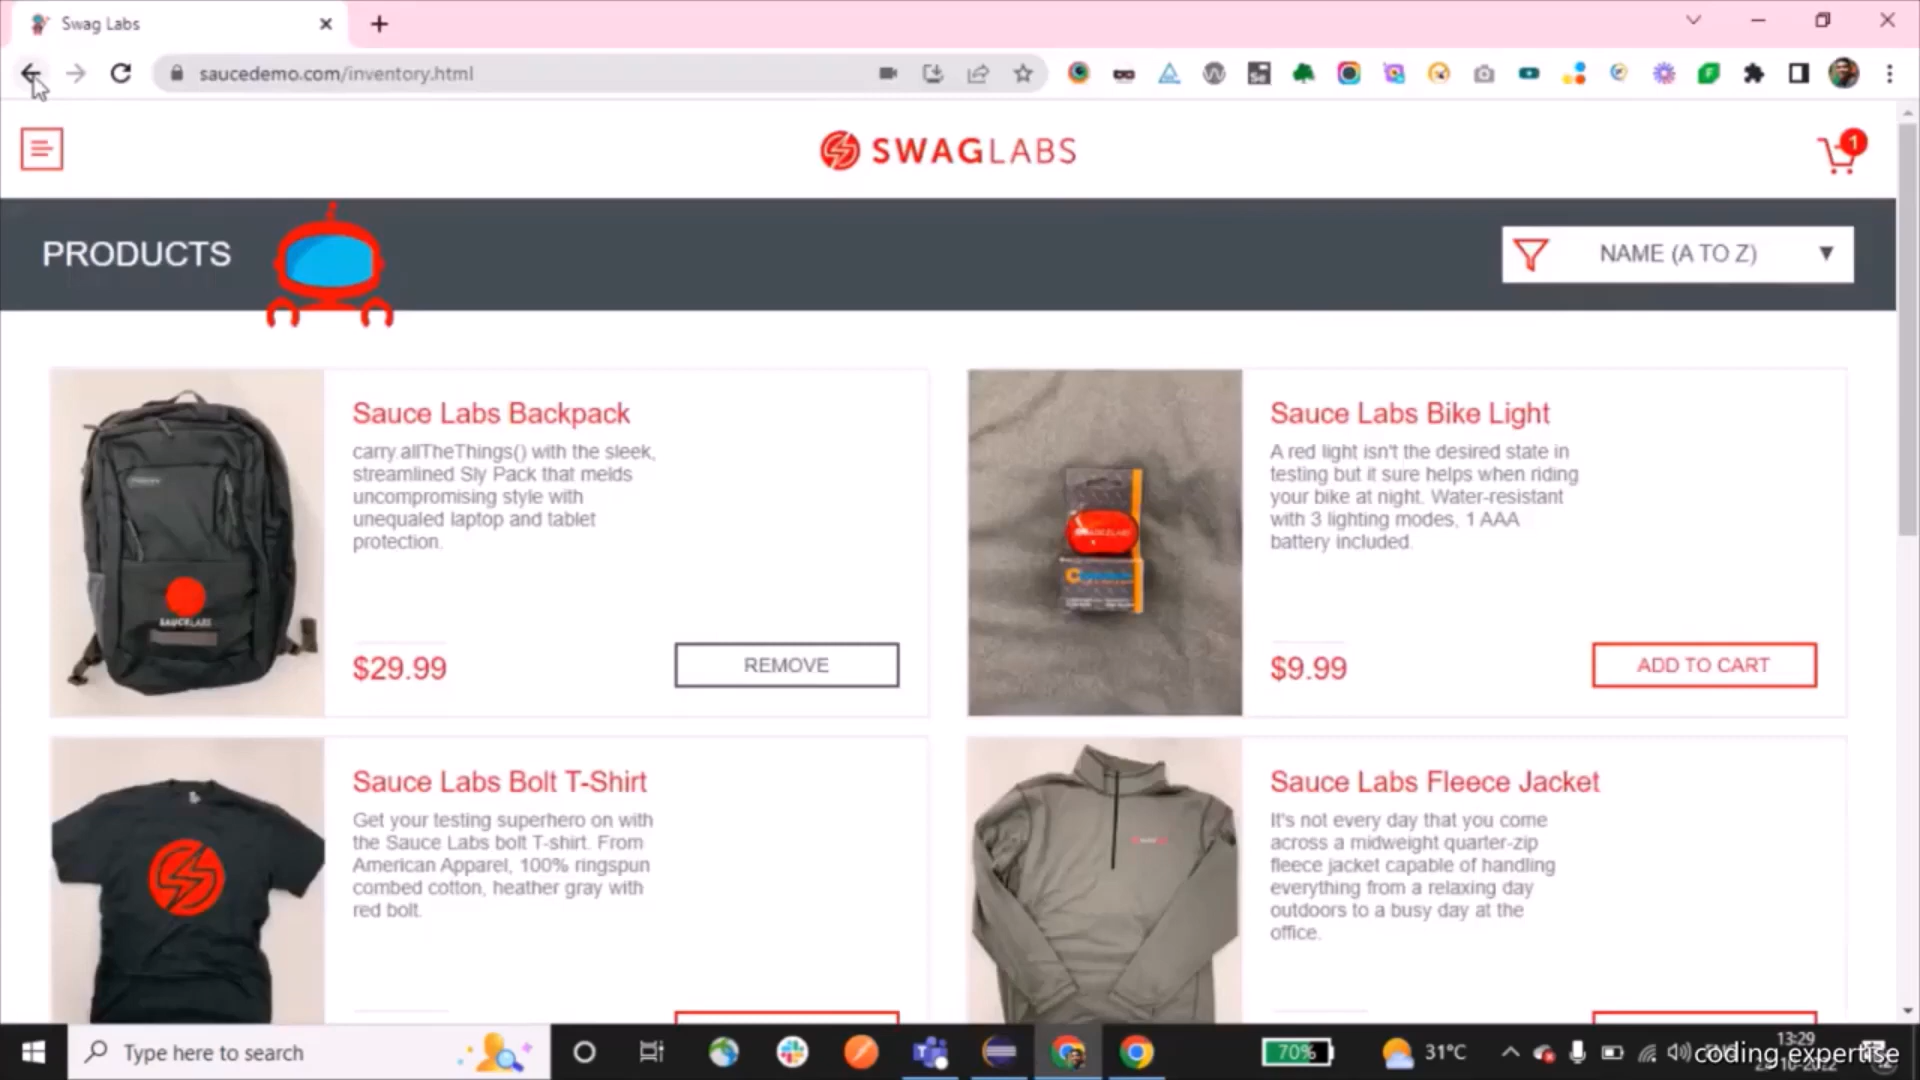 Swag Labs
saucedemo.com/inventory.html
SWAGLABS
1
PRODUCTS
NAME (A TO Z)
Sauce Labs Backpack
carry.allTheThings() with the sleek,
streamlined Sly Pack that melds
uncompromising style with
unequaled laptop and tablet
protection.
$29.99
REMOVE
SAUCELABS
Sauce Labs Bike Light
A red light isn't the desired state in
testing but it sure helps when riding
your bike at night. Water-resistant
with 3 lighting modes, 1 AAA
battery included.
$9.99
ADD TO CART
Sauce Labs Bolt T-Shirt
Get your testing superhero on with
the Sauce Labs bolt T-shirt. From
American Apparel, 100% ringspun
combed cotton, heather gray with
red bolt.
Sauce Labs Fleece Jacket
It's not every day that you come
across a midweight quarter-zip
fleece jacket capable of handling
everything from a relaxing day
outdoors to a busy day at the
office.
Type here to search
70%
31°C
13:29
coding expertise